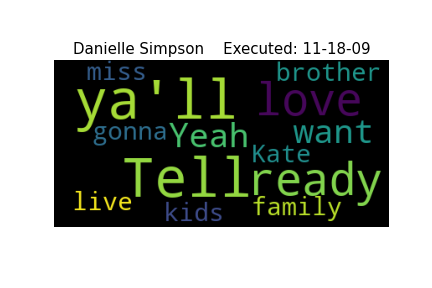 Danielle Simpson    Executed: 11-18-09
miss brother
ya'll love
gonna Yeah want
Kate
Tell ready
live kids family